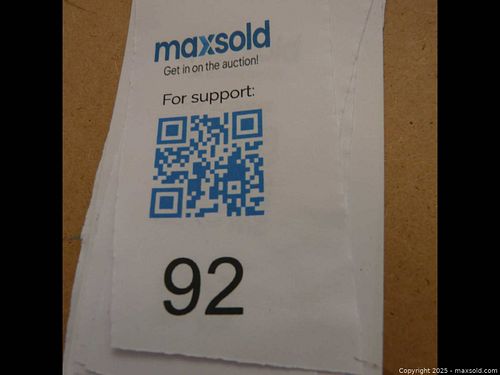 maxsold
Get in on the auction!
For support:
92
Copyright 2025 - maxsold.com